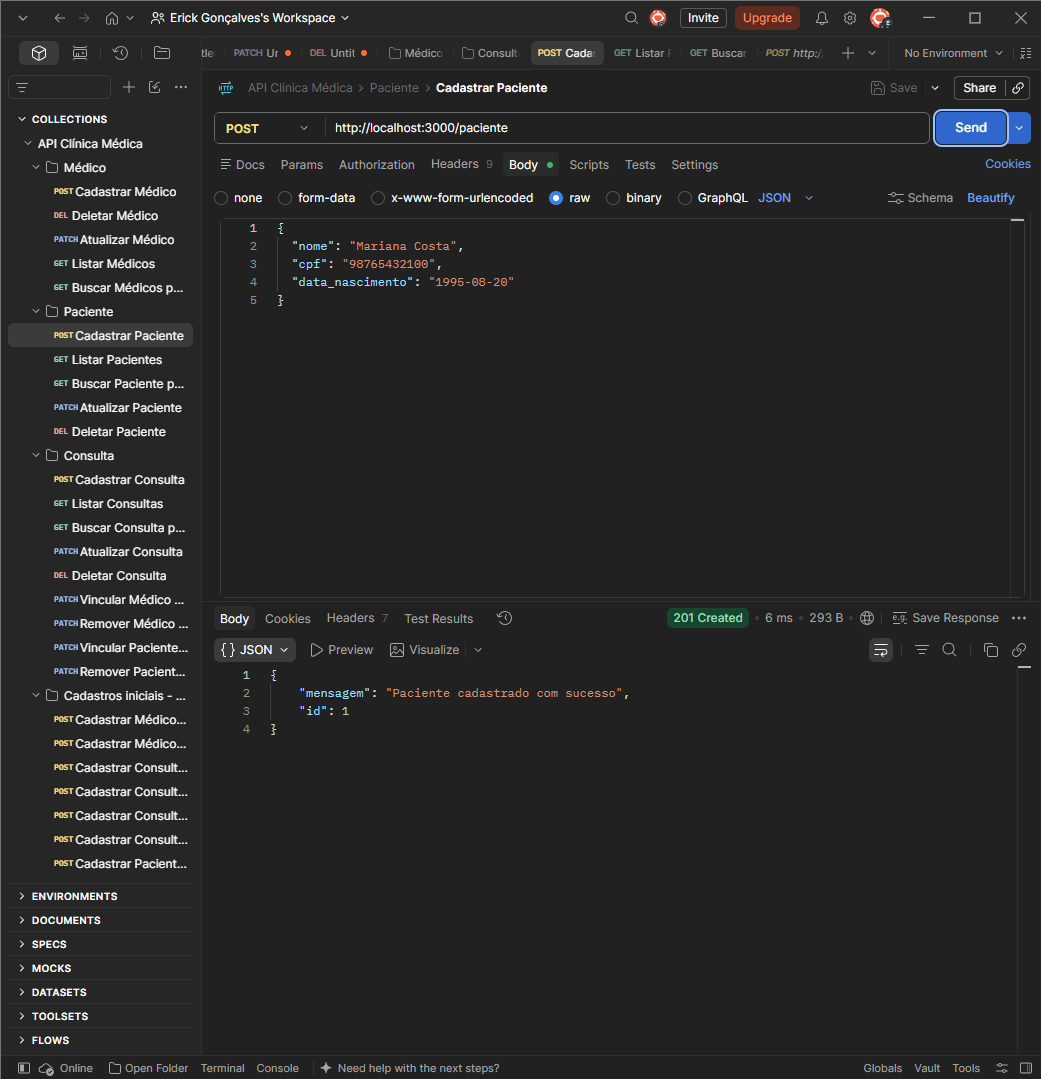 Erick Gonçalves's Workspace
Invite
Upgrade
PATCH Ur
DEL Untit
Médico
Consult
POST Cada
GET Listar
GET Buscar
POST http:/
No Environment
API Clínica Médica > Paciente > Cadastrar Paciente
Save
Share
COLLECTIONS
API Clínica Médica
Médico
POST Cadastrar Médico
DEL Deletar Médico
PATCH Atualizar Médico
GET Listar Médicos
GET Buscar Médicos p...
Paciente
POST Cadastrar Paciente
GET Listar Pacientes
GET Buscar Paciente p...
PATCH Atualizar Paciente
DEL Deletar Paciente
Consulta
POST Cadastrar Consulta
GET Listar Consultas
GET Buscar Consulta p...
PATCH Atualizar Consulta
DEL Deletar Consulta
PATCH Vincular Médico ...
PATCH Remover Médico ...
PATCH Vincular Paciente...
PATCH Remover Pacient...
Cadastros iniciais - ...
POST Cadastrar Médico...
POST Cadastrar Médico...
POST Cadastrar Consult...
POST Cadastrar Consult...
POST Cadastrar Consult...
POST Cadastrar Consult...
POST Cadastrar Pacient...
ENVIRONMENTS
DOCUMENTS
SPECS
MOCKS
DATASETS
TOOLSETS
FLOWS
HTTP
POST
http://localhost:3000/paciente
Send
Docs Params Authorization Headers 9 Body Scripts Tests Settings
Cookies
none form-data x-www-form-urlencoded raw binary GraphQL JSON
Schema Beautify
1 {
2 "nome": "Mariana Costa",
3 "cpf": "98765432100",
4 "data_nascimento": "1995-08-20"
5 }
Body Cookies Headers 7 Test Results
201 Created • 6 ms • 293 B
e.g. Save Response
{ } JSON
Preview
Visualize
1 {
2 "mensagem": "Paciente cadastrado com sucesso",
3 "id": 1
4 }
Online
Open Folder
Terminal
Console
Need help with the next steps?
Globals
Vault
Tools